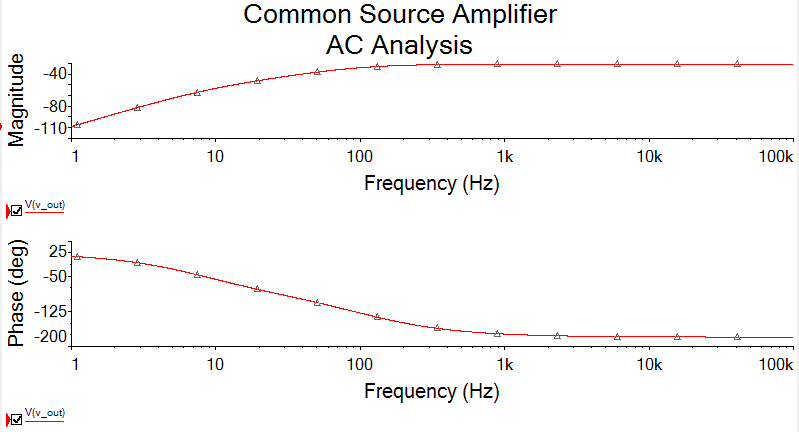 Common Source Amplifier
AC Analysis
Magnitude
-40
-80
-110
1 10 100 1k 10k 100k
Frequency (Hz)
V(v_out)
Phase (deg)
25
-50
-125
-200
1 10 100 1k 10k 100k
Frequency (Hz)
V(v_out)